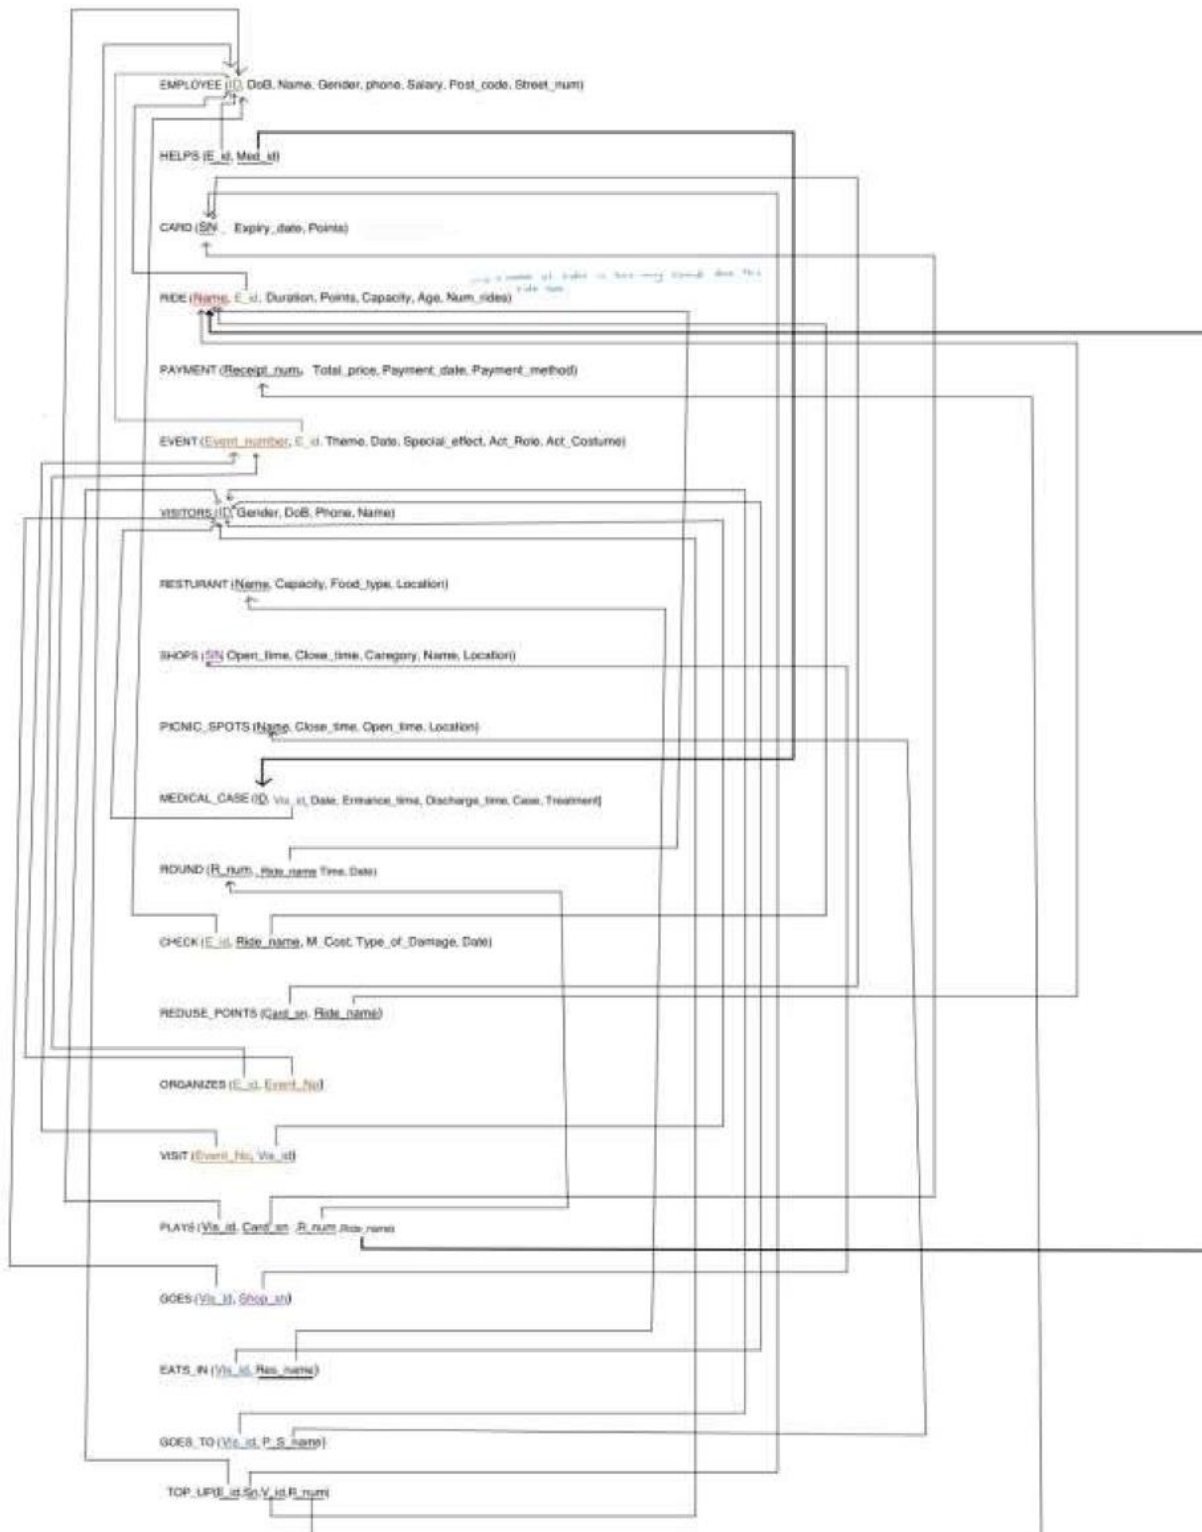 EMPLOYEE (ID, DoB, Name, Gender, phone, Salary, Post_code, Street_num)
HELPS (E_id, Med_id)
CARD (SN, Expiry_date, Points)
number of rides
RIDE (Name, E_id, Duration, Points, Capacity, Age, Num_rides)
PAYMENT (Receipt_num, Total_price, Payment_date, Payment_method)
EVENT (Event_number, E_id, Theme, Date, Special_effect, Act_Role, Act_Costume)
VISITORS (ID, Gender, DoB, Phone, Name)
RESTURANT (Name, Capacity, Food_type, Location)
SHOPS (SN Open_time, Close_time, Caregory, Name, Location)
PICNIC_SPOTS (Name, Close_time, Open_time, Location)
MEDICAL_CASE (ID, Vis_id, Date, Entrance_time, Discharge_time, Case, Treatment)
ROUND (R_num, Ride_name Time, Date)
CHECK (E_id, Ride_name, M_Cost, Type_of_Damage, Date)
REDUSE_POINTS (Card_sn, Ride_name)
ORGANIZES (E_id, Event_No)
VISIT (Event_No, Vis_id)
PLAYS (Vis_id, Card_sn ,R_num,Ride_name)
GOES (Vis_id, Shop_sn)
EATS_IN (Vis_id, Res_name)
GOES_TO (Vis_id, P_S_name)
TOP_UP(E_id,Sn,V_id,R_num)